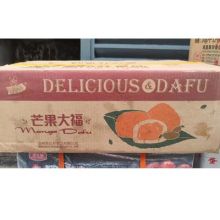 DELICIOUS & DAFU
芒果大福
Mango Dafu